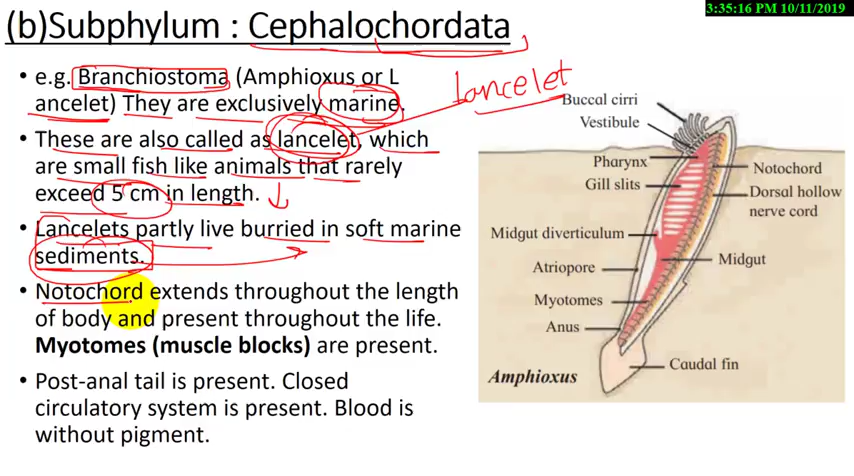 3:35:16 PM 10/11/2019
(b)Subphylum : Cephalochordata
• e.g. Branchiostoma (Amphioxus or L
ancelet) They are exclusively marine.
Lancelet
• These are also called as lancelet, which
are small fish like animals that rarely
exceed 5 cm in length.
• Lancelets partly live burried in soft marine
sediments.
• Notochord extends throughout the length
of body and present throughout the life.
Myotomes (muscle blocks) are present.
• Post-anal tail is present. Closed
circulatory system is present. Blood is
without pigment.
Buccal cirri
Vestibule
Pharynx
Gill slits
Midgut diverticulum
Atriopore
Myotomes
Anus
Notochord
Dorsal hollow
nerve cord
Midgut
Caudal fin
Amphioxus